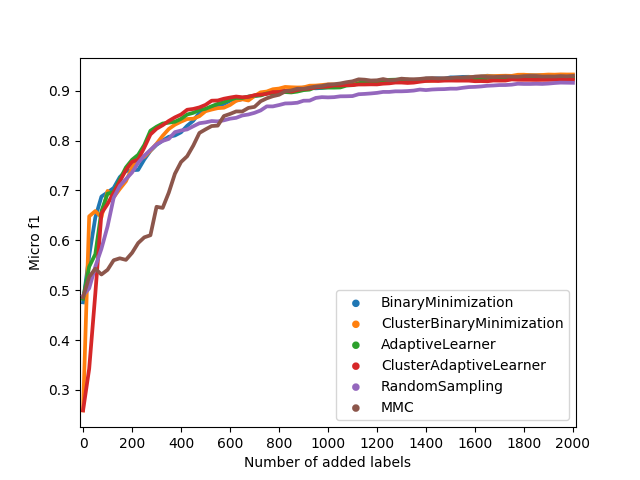 Micro f1
0.9
0.8
0.7
0.6
0.5
0.4
0.3
BinaryMinimization
ClusterBinaryMinimization
AdaptiveLearner
ClusterAdaptiveLearner
RandomSampling
MMC
0 200 400 600 800 1000 1200 1400 1600 1800 2000
Number of added labels